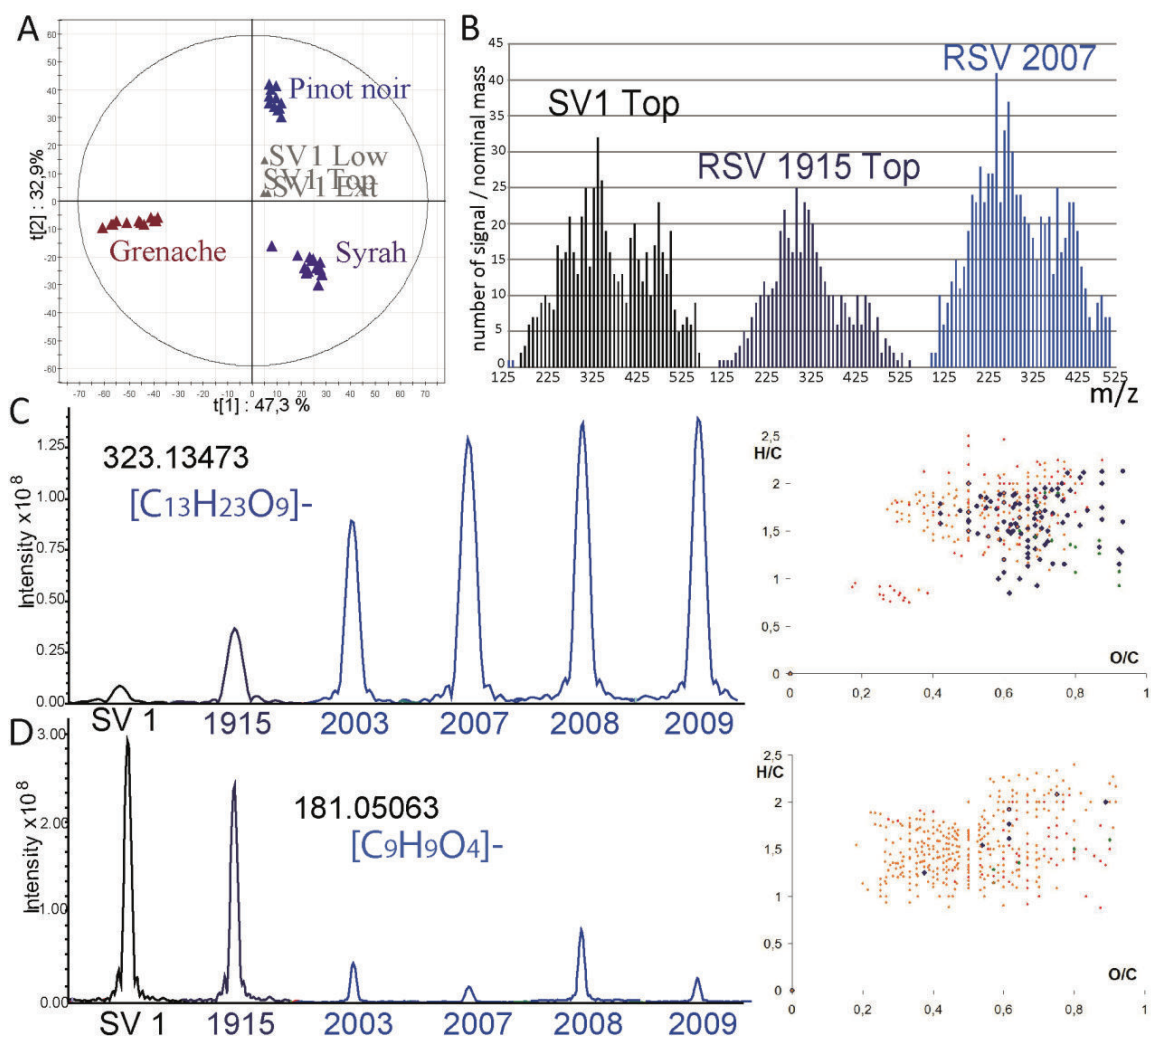 A
60
50
40
30
20
10
0
-10
-20
-30
-40
-50
-60
t[2] : 32,9%
Pinot noir
SV 1 Low
SV1 Top
SV1 Ext
Grenache
Syrah
-70 -60 -50 -40 -30 -20 -10 0 10 20 30 40 50 60 70
t[1] : 47,3 %
B
number of signal / nominal mass
45
40
35
30
25
20
15
10
5
0
SV1 Top
RSV 1915 Top
RSV 2007
125 225 325 425 525 125 225 325 425 525 125 225 325 425 525
m/z
C
Intensity x10⁸
1.25
1.00
0.75
0.50
0.25
0.00
323.13473
[C13H23O9]-
SV 1 1915 2003 2007 2008 2009
2,5
H/C
2
1,5
1
0,5
0
O/C
0 0,2 0,4 0,6 0,8 1
D
Intensity x10⁸
3.00
2.00
1.00
0.00
181.05063
[C9H9O4]-
SV 1 1915 2003 2007 2008 2009
2,5
H/C
2
1,5
1
0,5
0
O/C
0 0,2 0,4 0,6 0,8 1